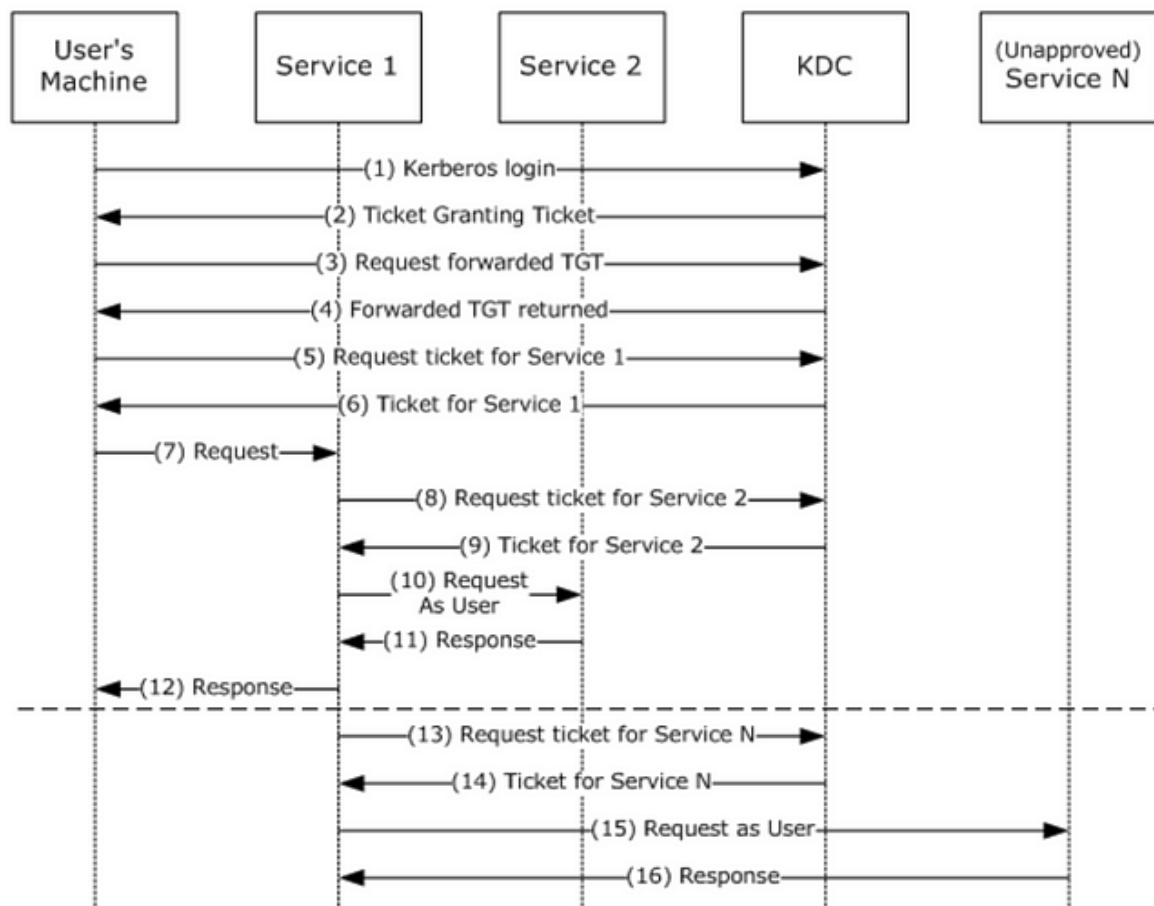 User's
Machine
Service 1
Service 2
KDC
(Unapproved)
Service N
(1) Kerberos login
(2) Ticket Granting Ticket
(3) Request forwarded TGT
(4) Forwarded TGT returned
(5) Request ticket for Service 1
(6) Ticket for Service 1
(7) Request
(8) Request ticket for Service 2
(9) Ticket for Service 2
(10) Request
As User
(11) Response
(12) Response
(13) Request ticket for Service N
(14) Ticket for Service N
(15) Request as User
(16) Response